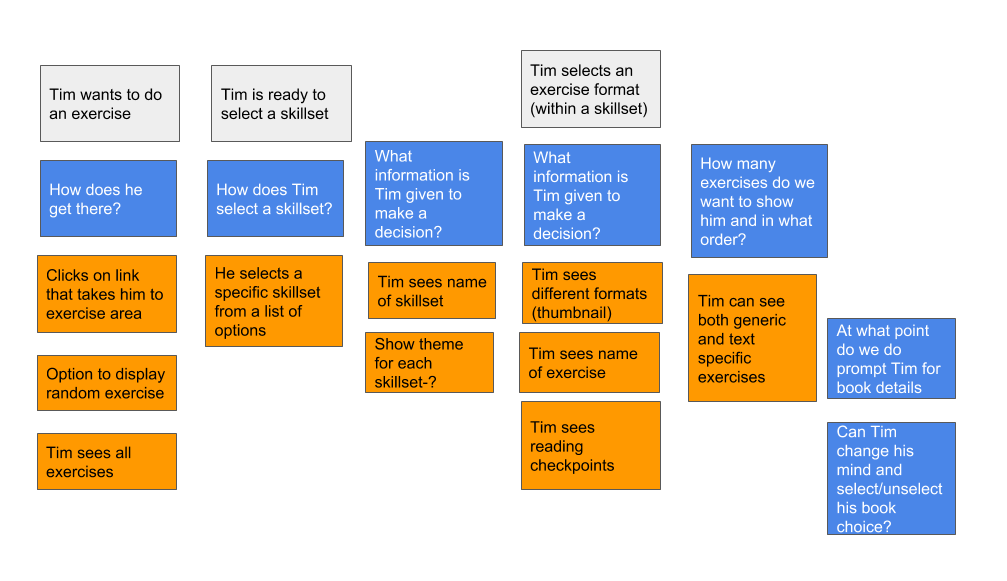 Tim wants to do
an exercise
Tim is ready to
select a skillset
Tim selects an
exercise format
(within a skillset)
How does he
get there?
How does Tim
select a skillset?
What
information is
Tim given to
make a
decision?
What
information is
Tim given to
make a
decision?
How many
exercises do we
want to show
him and in what
order?
Clicks on link
that takes him to
exercise area
He selects a
specific skillset
from a list of
options
Tim sees name
of skillset
Tim sees
different formats
(thumbnail)
Tim can see
both generic
and text
specific
exercises
At what point
do we do
prompt Tim for
book details
Option to display
random exercise
Show theme
for each
skillset-?
Tim sees name
of exercise
Tim sees all
exercises
Tim sees
reading
checkpoints
Can Tim
change his
mind and
select/unselect
his book
choice?